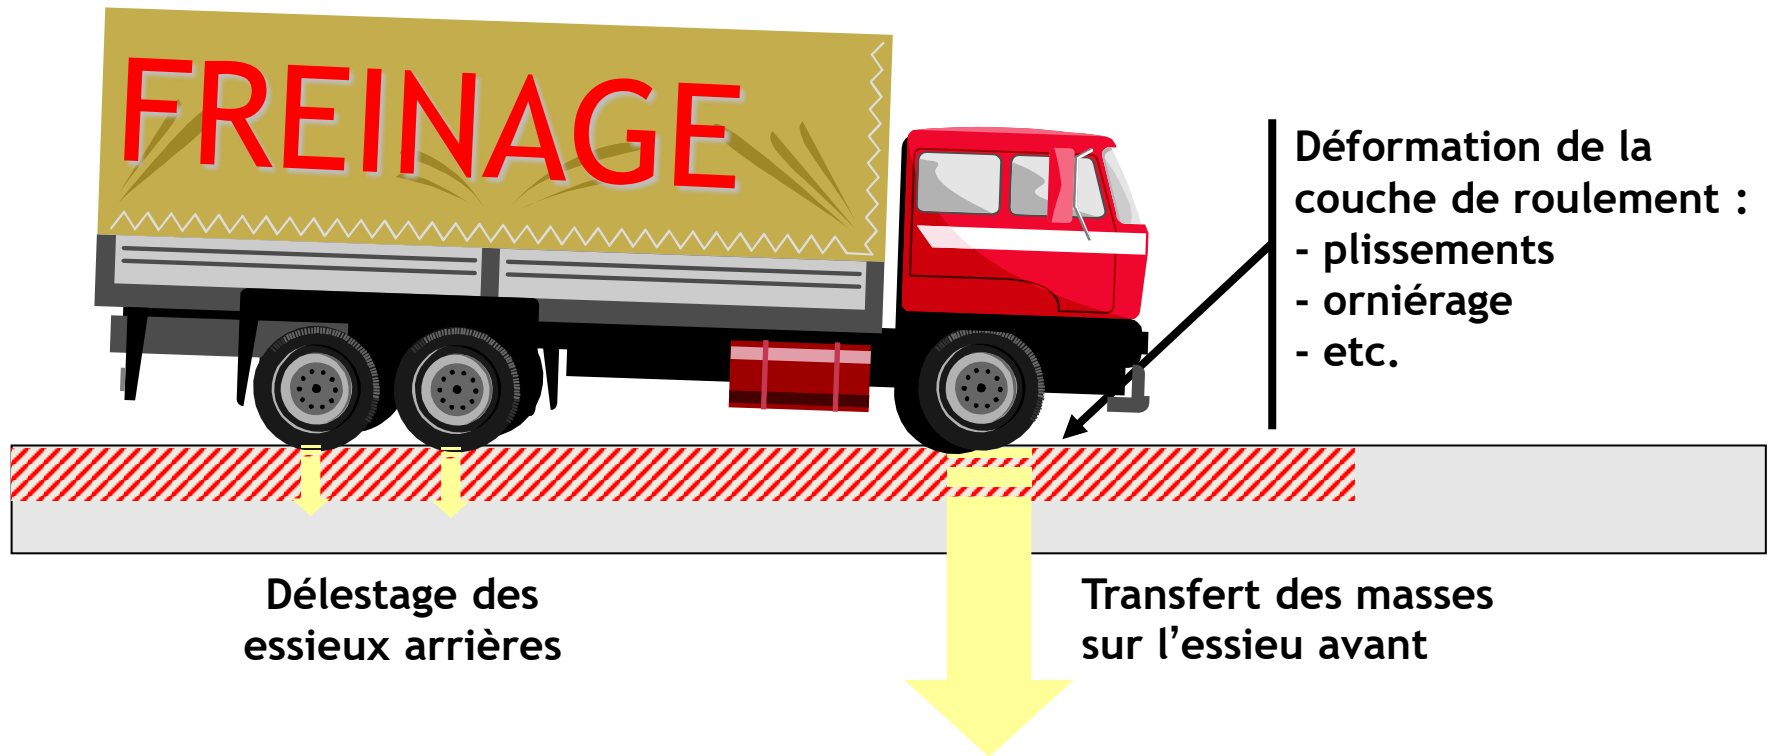 FREINAGE
Déformation de la
couche de roulement :
- plissements
- orniérage
- etc.
Délestage des
essieux arrières
Transfert des masses
sur l’essieu avant